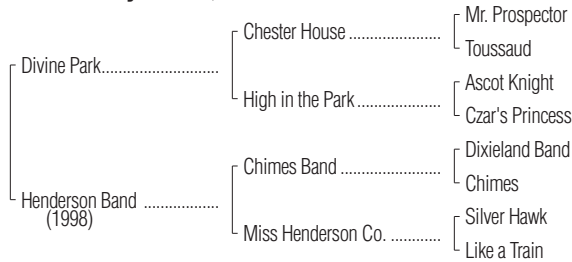 Mr. Prospector
Chester House
Toussaud
Divine Park
Ascot Knight
High in the Park
Czar's Princess
Dixieland Band
Chimes Band
Chimes
Henderson Band
(1998)
Silver Hawk
Miss Henderson Co.
Like a Train